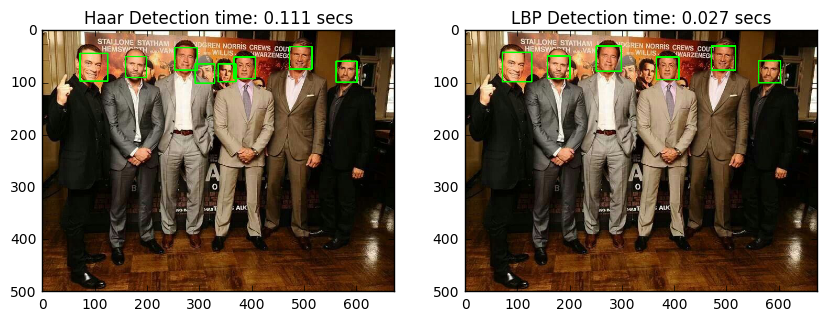 Haar Detection time: 0.111 secs
LBP Detection time: 0.027 secs
0
100
200
300
400
500
0 100 200 300 400 500 600
STALLONE STATHAM
HEMSWORTH
NORRIS CREWS
WILLIS
0
100
200
300
400
500
0 100 200 300 400 500 600
STALLONE STATHAM
HEMSWORTH
NORRIS CREWS
WILLIS